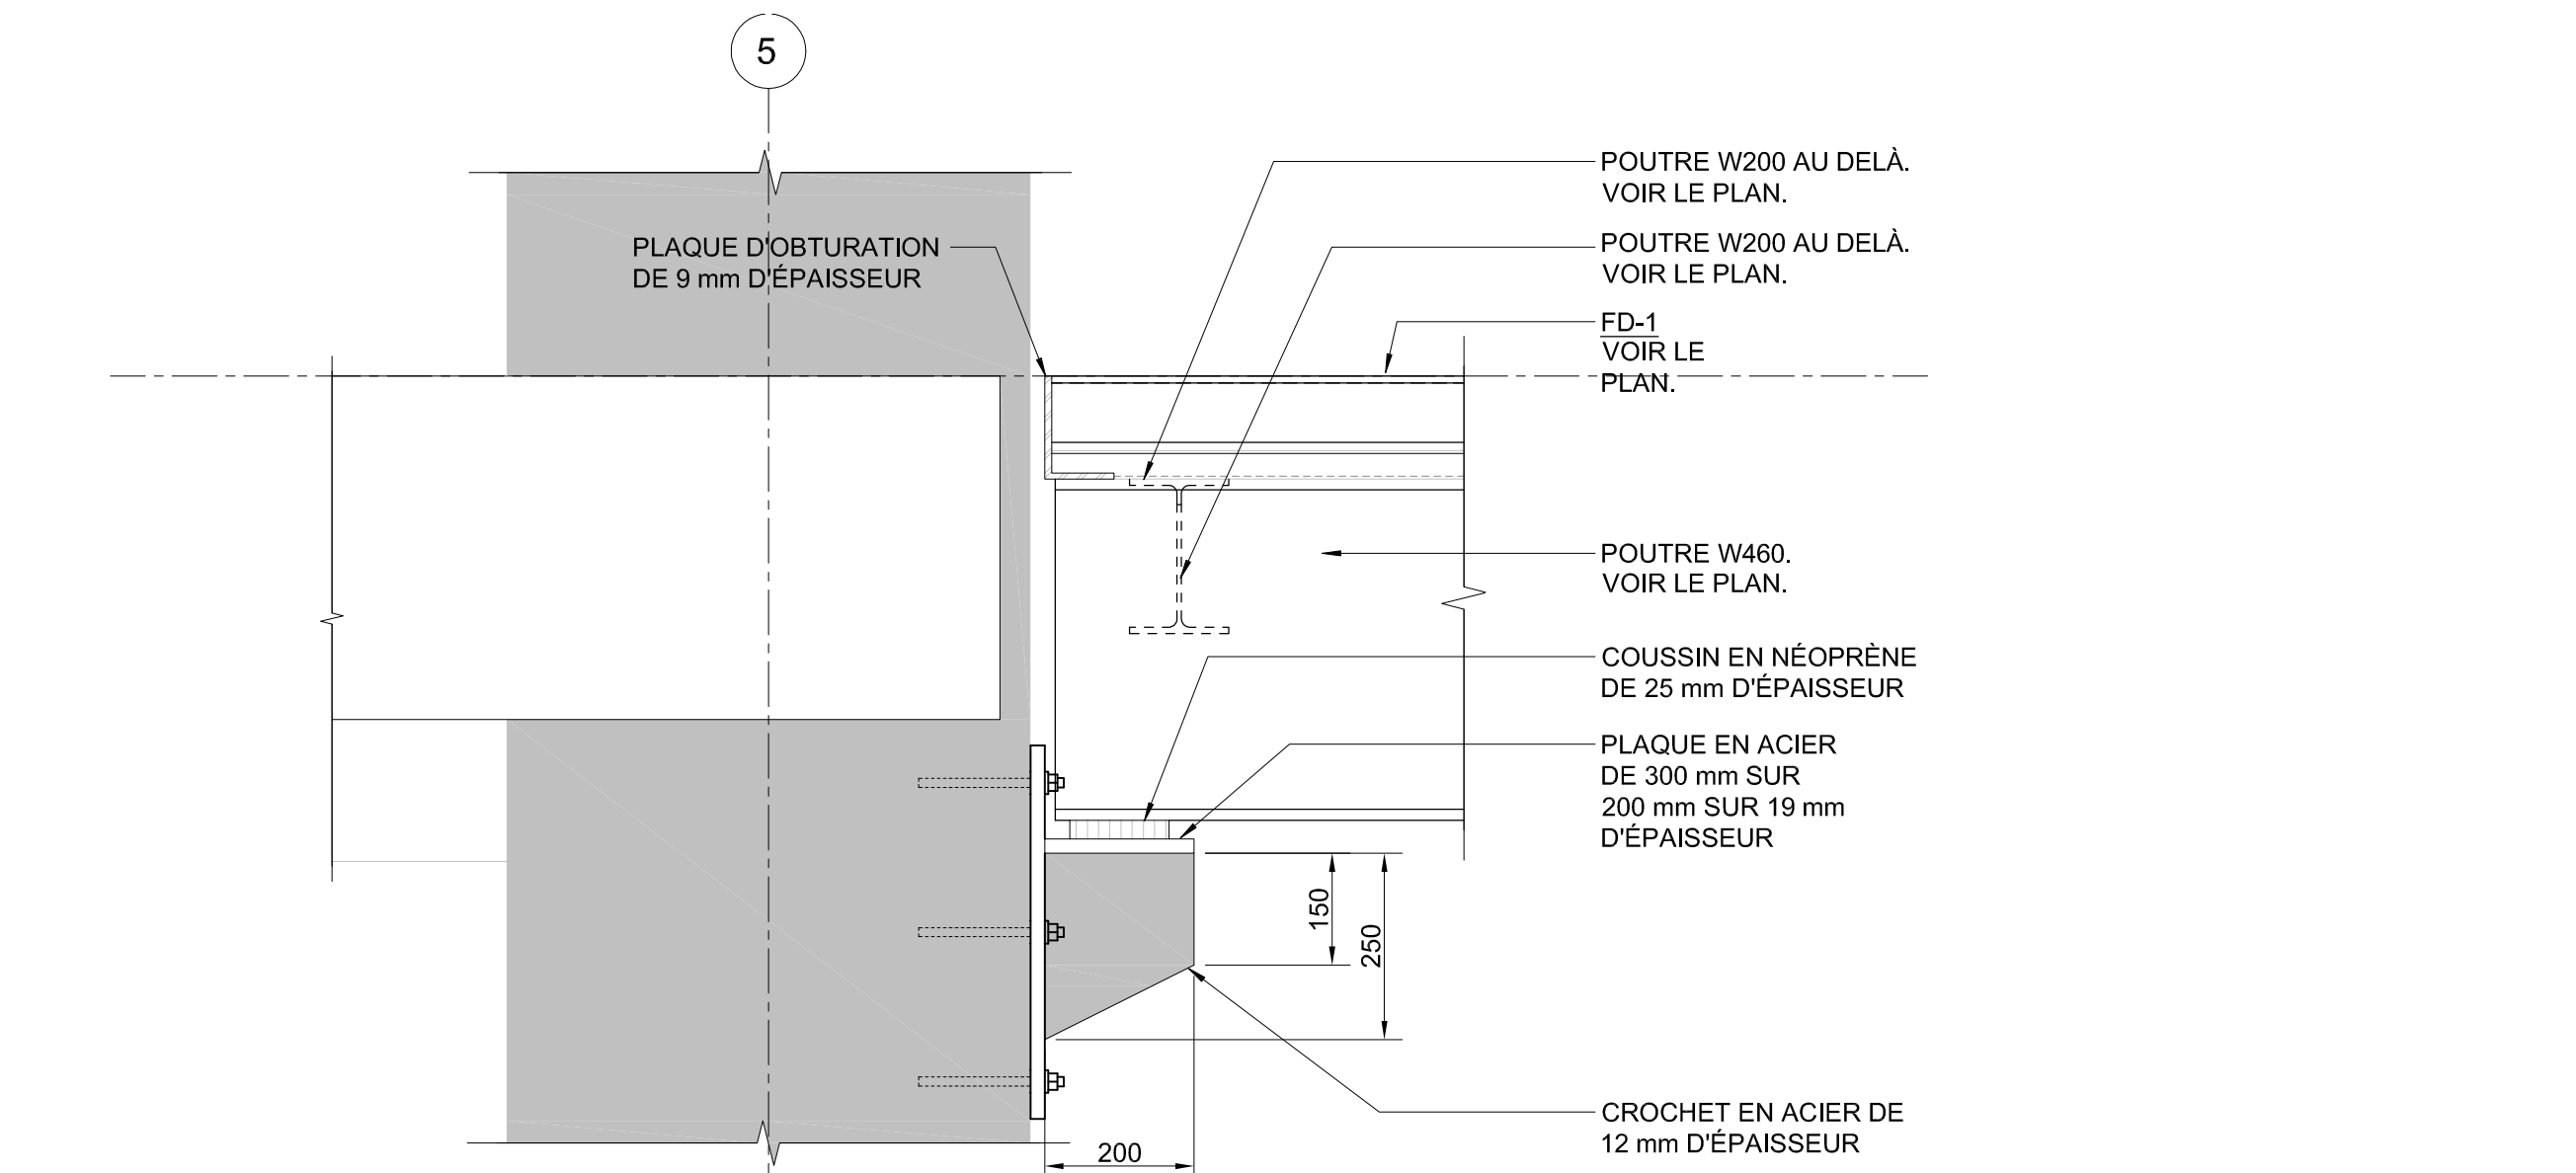 5
PLAQUE D'OBTURATION
DE 9 mm D'ÉPAISSEUR
POUTRE W200 AU DELÀ.
VOIR LE PLAN.
POUTRE W200 AU DELÀ.
VOIR LE PLAN.
FD-1
VOIR LE
PLAN.
POUTRE W460.
VOIR LE PLAN.
COUSSIN EN NÉOPRÈNE
DE 25 mm D'ÉPAISSEUR
PLAQUE EN ACIER
DE 300 mm SUR
200 mm SUR 19 mm
D'ÉPAISSEUR
150
250
CROCHET EN ACIER DE
12 mm D'ÉPAISSEUR
200